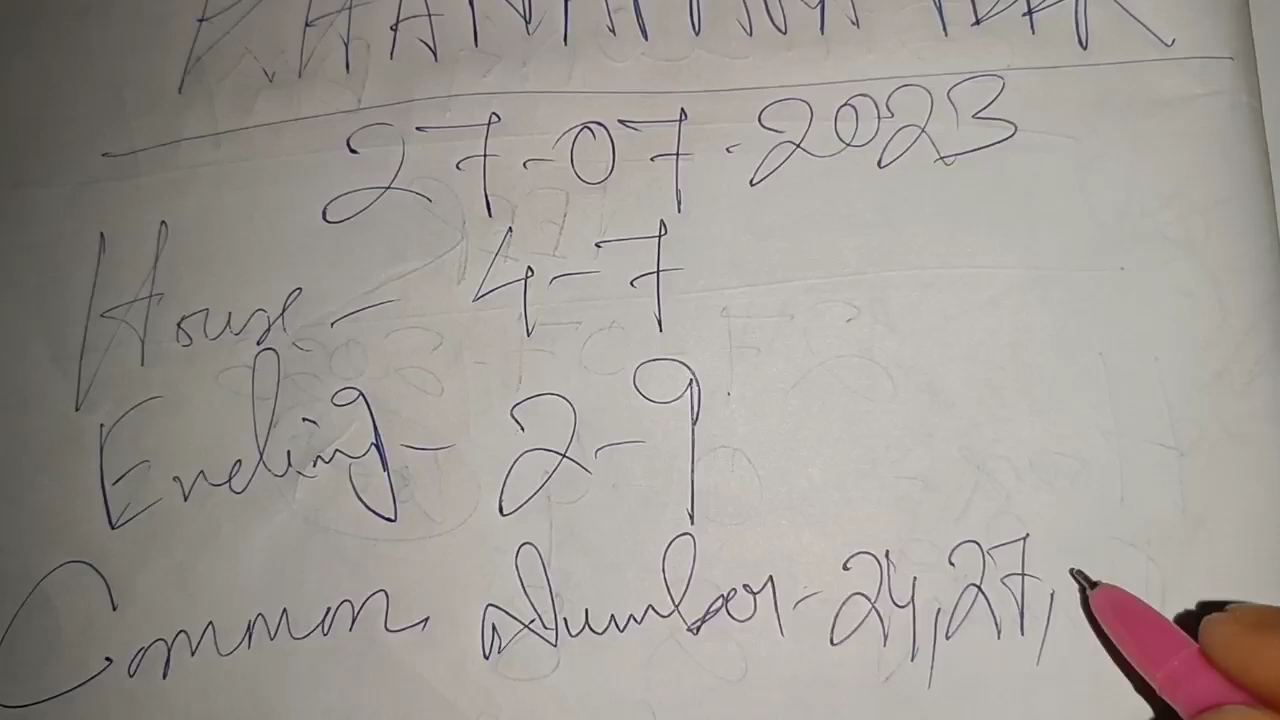 27-07-2023
House - 4-7
Ending - 2-9
Common Number - 24, 27,